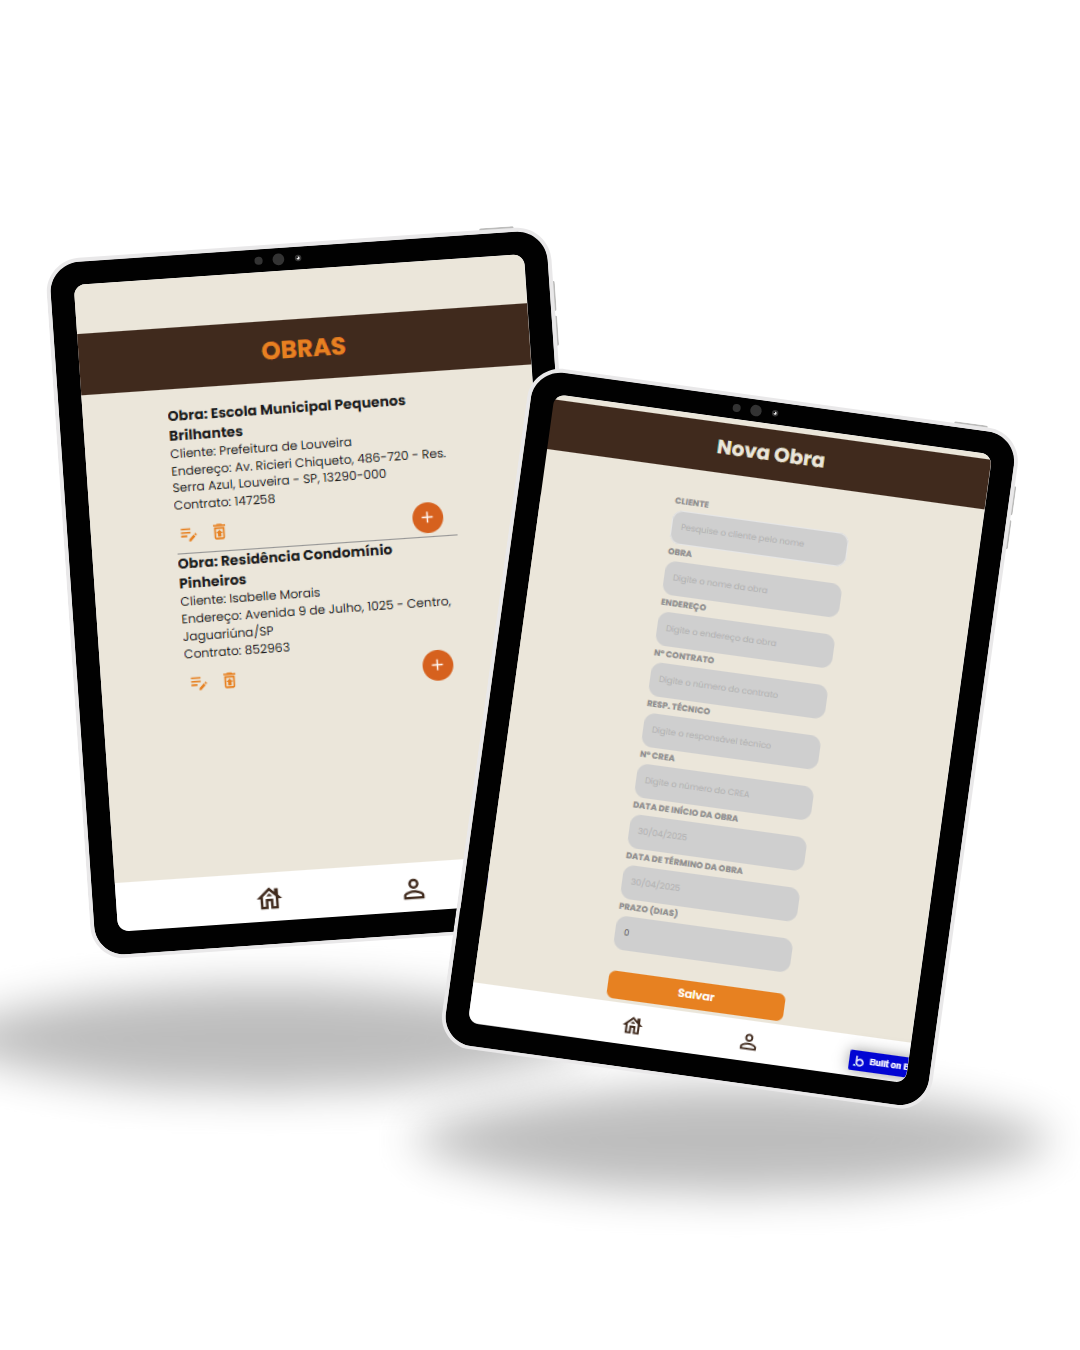 OBRAS
Obra: Escola Municipal Pequenos
Brilhantes
Cliente: Prefeitura de Louveira
Endereço: Av. Ricieri Chiqueto, 486-720 - Res.
Serra Azul, Louveira - SP, 13290-000
Contrato: 147258
Obra: Residência Condomínio
Pinheiros
Cliente: Isabelle Morais
Endereço: Avenida 9 de Julho, 1025 - Centro,
Jaguariúna/SP
Contrato: 852963
Nova Obra
CLIENTE
Pesquise o cliente pelo nome
OBRA
Digite o nome da obra
ENDEREÇO
Digite o endereço da obra
Nº CONTRATO
Digite o número do contrato
RESP. TÉCNICO
Digite o responsável técnico
Nº CREA
Digite o número do CREA
DATA DE INÍCIO DA OBRA
30/04/2025
DATA DE TÉRMINO DA OBRA
30/04/2025
PRAZO (DIAS)
0
Salvar
.b Built on